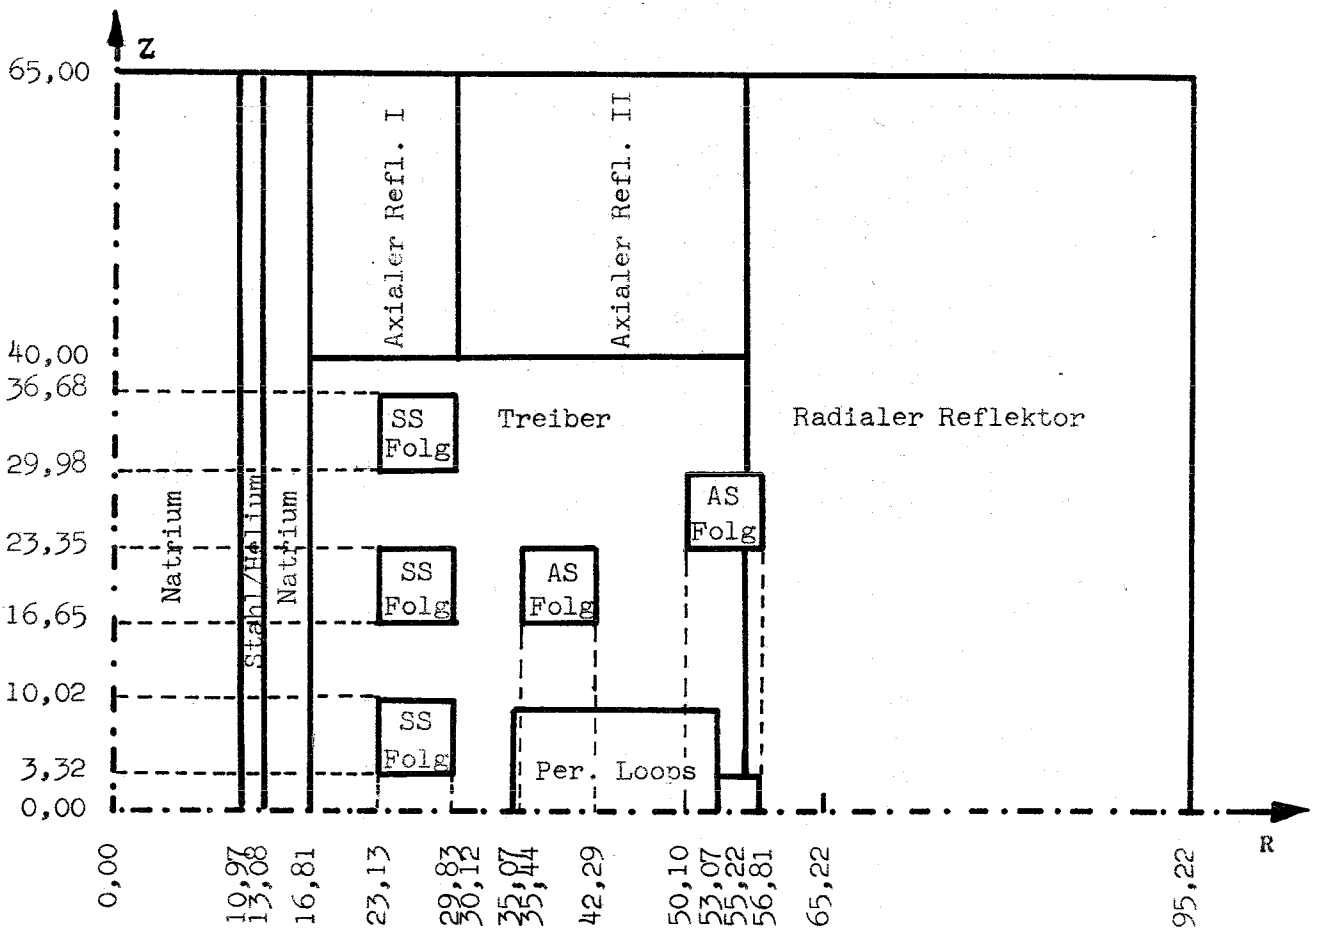 Z
65,00
Axialer Refl. I
Axialer Refl. II
40,00
36,68
SS
Folg
Treiber
Radialer Reflektor
29,98
Natrium
Stahl/Helium
Natrium
AS
Folg
23,35
SS
Folg
AS
Folg
16,65
10,02
SS
Folg
Per. Loops
3,32
0,00
R
0,00
10,97
13,08
16,81
23,13
29,83
30,12
35,07
35,44
42,29
50,10
53,07
55,22
56,81
65,22
95,22